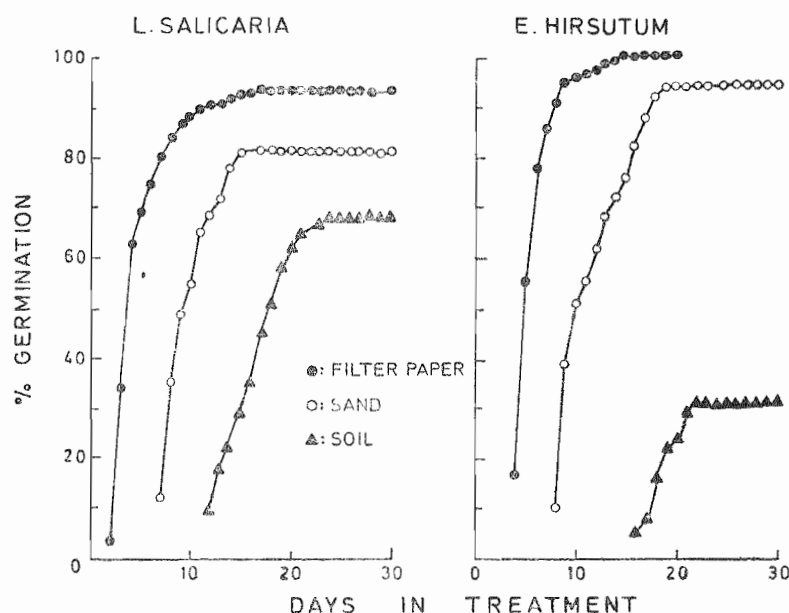 L. SALICARIA
E. HIRSUTUM
% GERMINATION
100
80
60
40
20
0
●: FILTER PAPER
○: SAND
▲: SOIL
10
20
30
0
10
20
30
DAYS IN TREATMENT